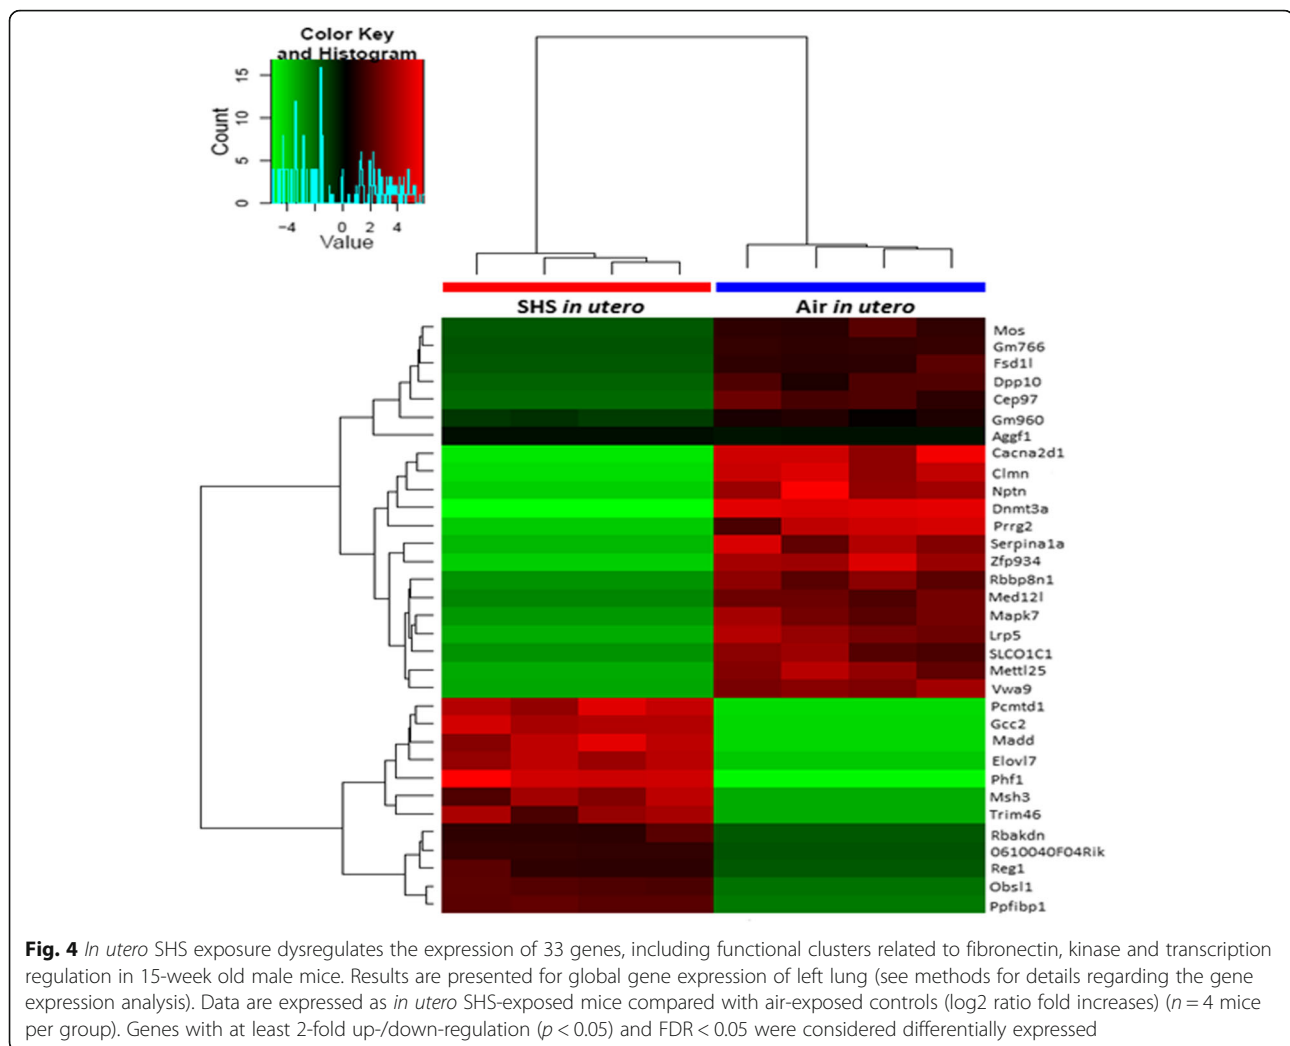 Color Key
and Histogram
Count
15
10
5
0
−4
0
2
4
Value
SHS in utero
Air in utero
Mos
Gm766
Fsd1l
Dpp10
Cep97
Gm960
Aggf1
Cacna2d1
Clmn
Nptn
Dnmt3a
Prrg2
Serpina1a
Zfp934
Rbbp8n1
Med12l
Mapk7
Lrp5
SLCO1C1
Mettl25
Vwa9
Pcmtd1
Gcc2
Madd
Elovl7
Phf1
Msh3
Trim46
Rbakdn
0610040F04Rik
Reg1
Obsl1
Ppfibp1
Fig. 4 In utero SHS exposure dysregulates the expression of 33 genes, including functional clusters related to fibronectin, kinase and transcription
regulation in 15-week old male mice. Results are presented for global gene expression of left lung (see methods for details regarding the gene
expression analysis). Data are expressed as in utero SHS-exposed mice compared with air-exposed controls (log2 ratio fold increases) (n = 4 mice
per group). Genes with at least 2-fold up-/down-regulation (p < 0.05) and FDR < 0.05 were considered differentially expressed